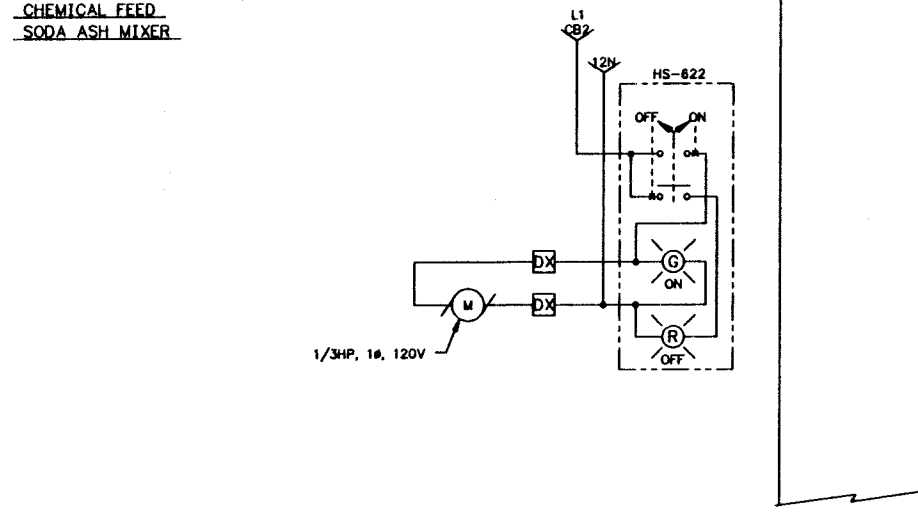 CHEMICAL FEED
SODA ASH MIXER
L1
CB2
12N
HS-622
OFF
ON
DX
G
ON
M
DX
R
OFF
1/3HP, 1ø, 120V